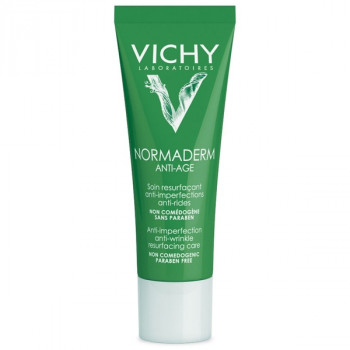 VICHY
LABORATOIRES
NORMADERM
ANTI-AGE
Soin resurfaçant
anti-imperfections
anti-rides
NON COMÉDOGÈNE
SANS PARABEN
Anti-imperfection
anti-wrinkle
resurfacing care
NON COMEDOGENIC
PARABEN FREE